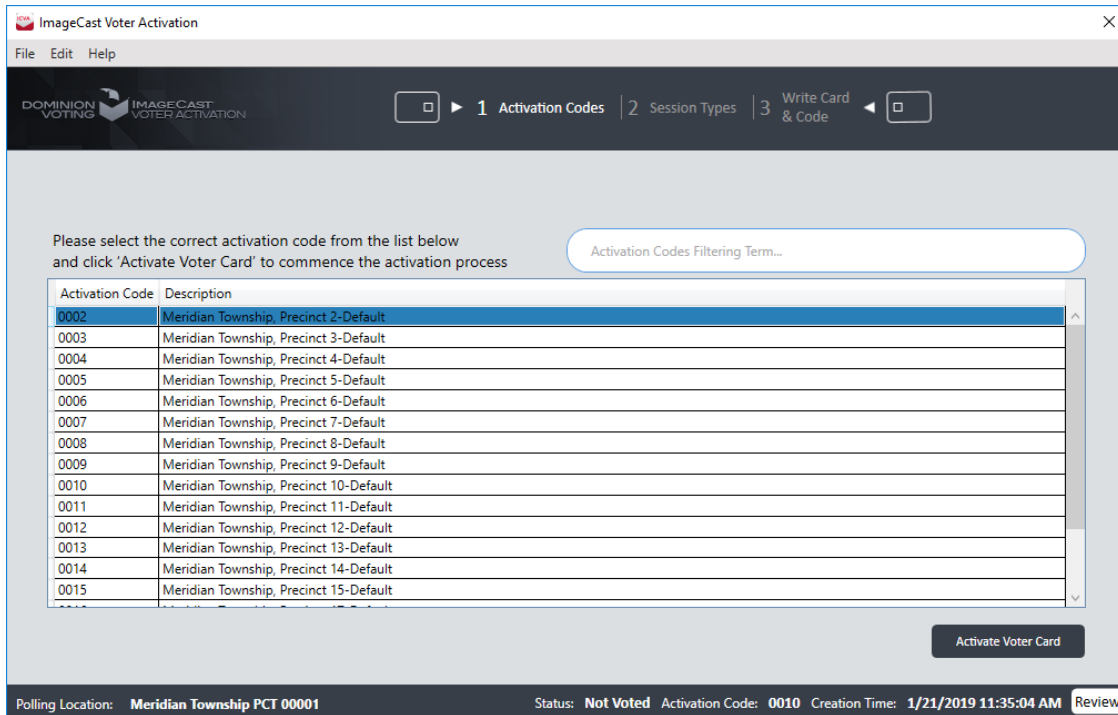 ICVA ImageCast Voter Activation
File Edit Help
DOMINION VOTING IMAGECAST VOTER ACTIVATION
1 Activation Codes 2 Session Types 3 Write Card & Code
Please select the correct activation code from the list below
and click 'Activate Voter Card' to commence the activation process
Activation Codes Filtering Term...
Activation Code Description
0002 Meridian Township, Precinct 2-Default
0003 Meridian Township, Precinct 3-Default
0004 Meridian Township, Precinct 4-Default
0005 Meridian Township, Precinct 5-Default
0006 Meridian Township, Precinct 6-Default
0007 Meridian Township, Precinct 7-Default
0008 Meridian Township, Precinct 8-Default
0009 Meridian Township, Precinct 9-Default
0010 Meridian Township, Precinct 10-Default
0011 Meridian Township, Precinct 11-Default
0012 Meridian Township, Precinct 12-Default
0013 Meridian Township, Precinct 13-Default
0014 Meridian Township, Precinct 14-Default
0015 Meridian Township, Precinct 15-Default
Activate Voter Card
Polling Location: Meridian Township PCT 00001 Status: Not Voted Activation Code: 0010 Creation Time: 1/21/2019 11:35:04 AM Review